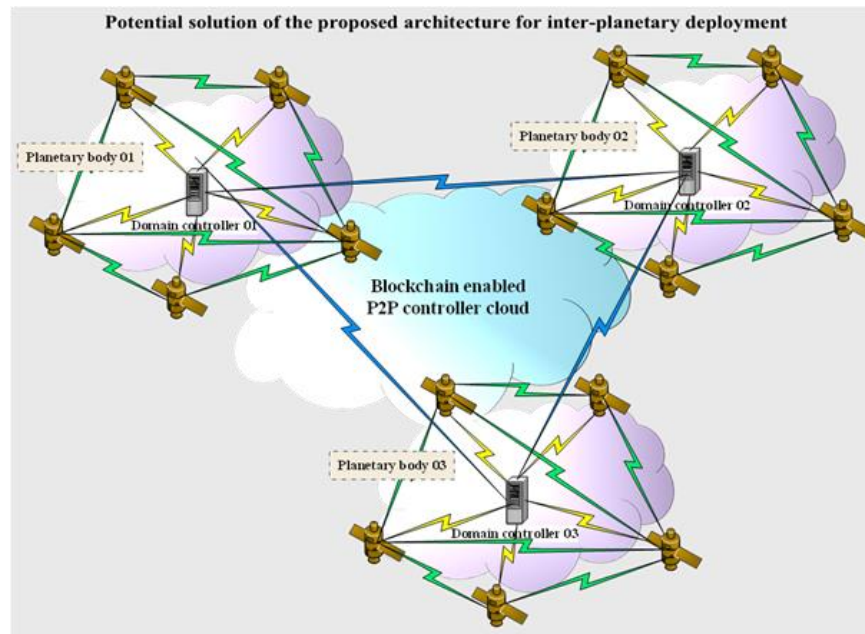 Potential solution of the proposed architecture for inter-planetary deployment
Planetary body 01
Domain controller 01
Planetary body 02
Domain controller 02
Blockchain enabled
P2P controller cloud
Planetary body 03
Domain controller 03